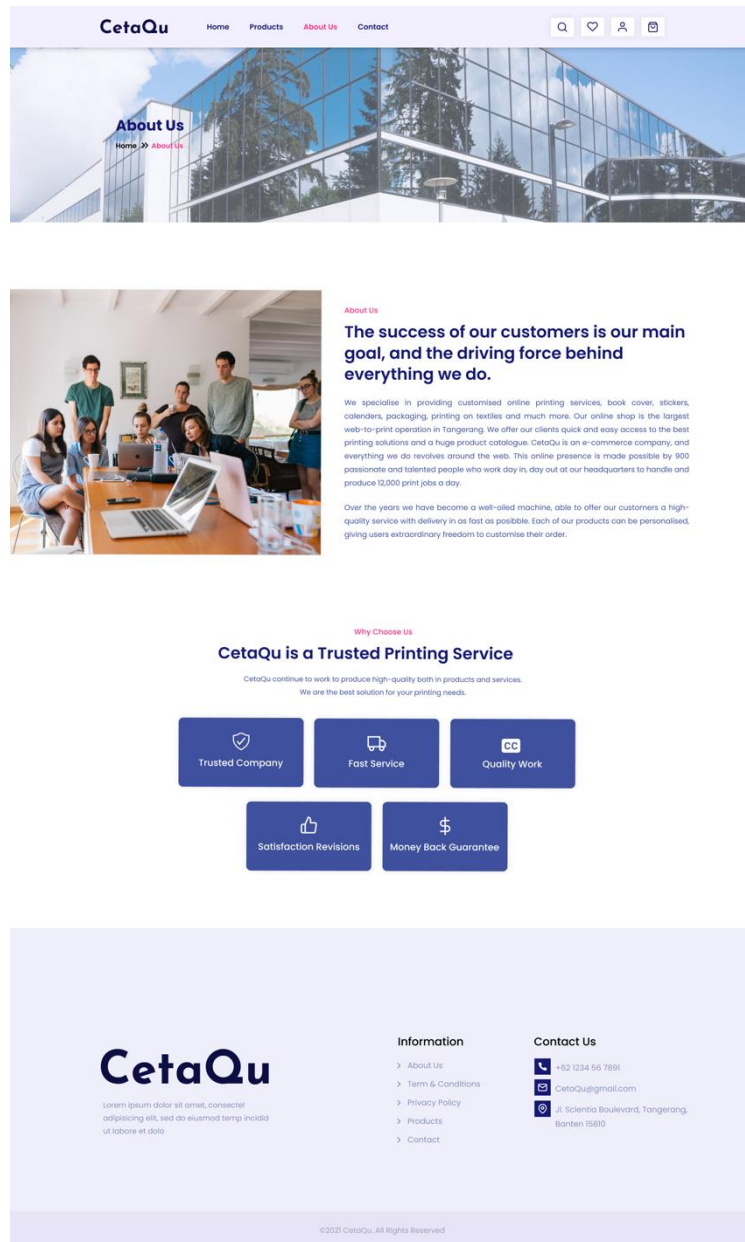 CetaQu
Home Products About Us Contact
About Us
Home » About Us
About Us
The success of our customers is our main
goal, and the driving force behind
everything we do.
We specialise in providing customised online printing services, book cover, stickers,
calenders, packaging, printing on textiles and much more. Our online shop is the largest
web-to-print operation in Tangerang. We offer our clients quick and easy access to the best
printing solutions and a huge product catalogue. CetaQu is an e-commerce company, and
everything we do revolves around the web. This online presence is made possible by 900
passionate and talented people who work day in, day out at our headquarters to handle and
produce 12,000 print jobs a day.
Over the years we have become a well-oiled machine, able to offer our customers a high-
quality service with delivery in as fast as posibble. Each of our products can be personalised,
giving users extraordinary freedom to customise their order.
Why Choose Us
CetaQu is a Trusted Printing Service
CetaQu continue to work to produce high-quality both in products and services.
We are the best solution for your printing needs.
Trusted Company
Fast Service
CC
Quality Work
Satisfaction Revisions
$
Money Back Guarantee
CetaQu
Lorem ipsum dolor sit amet, consectel
adipisicing elit, sed do eiusmod temp incidid
ut labore et dolo
Information
> About Us
> Term & Conditions
> Privacy Policy
> Products
> Contact
Contact Us
+62 1234 56 7891
CetaQu@gmail.com
Jl. Scientia Boulevard, Tangerang,
Banten 15810
©2021 CetaQu. All Rights Reserved